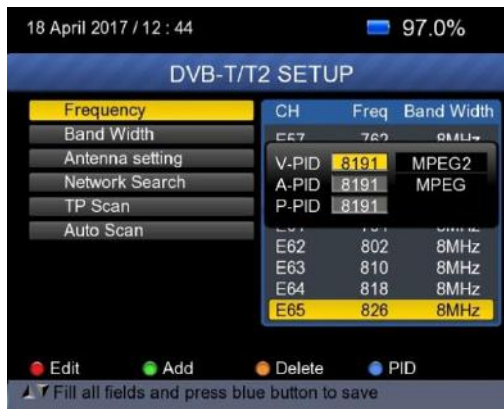 18 April 2017 / 12 : 44 97.0%
DVB-T/T2 SETUP
Frequency
Band Width
Antenna setting
Network Search
TP Scan
Auto Scan
CH Freq Band Width
E57 762 8MHz
V-PID 8191 MPEG2
A-PID 8191 MPEG
P-PID 8191
E62 802 8MHz
E63 810 8MHz
E64 818 8MHz
E65 826 8MHz
Edit Add Delete PID
Fill all fields and press blue button to save